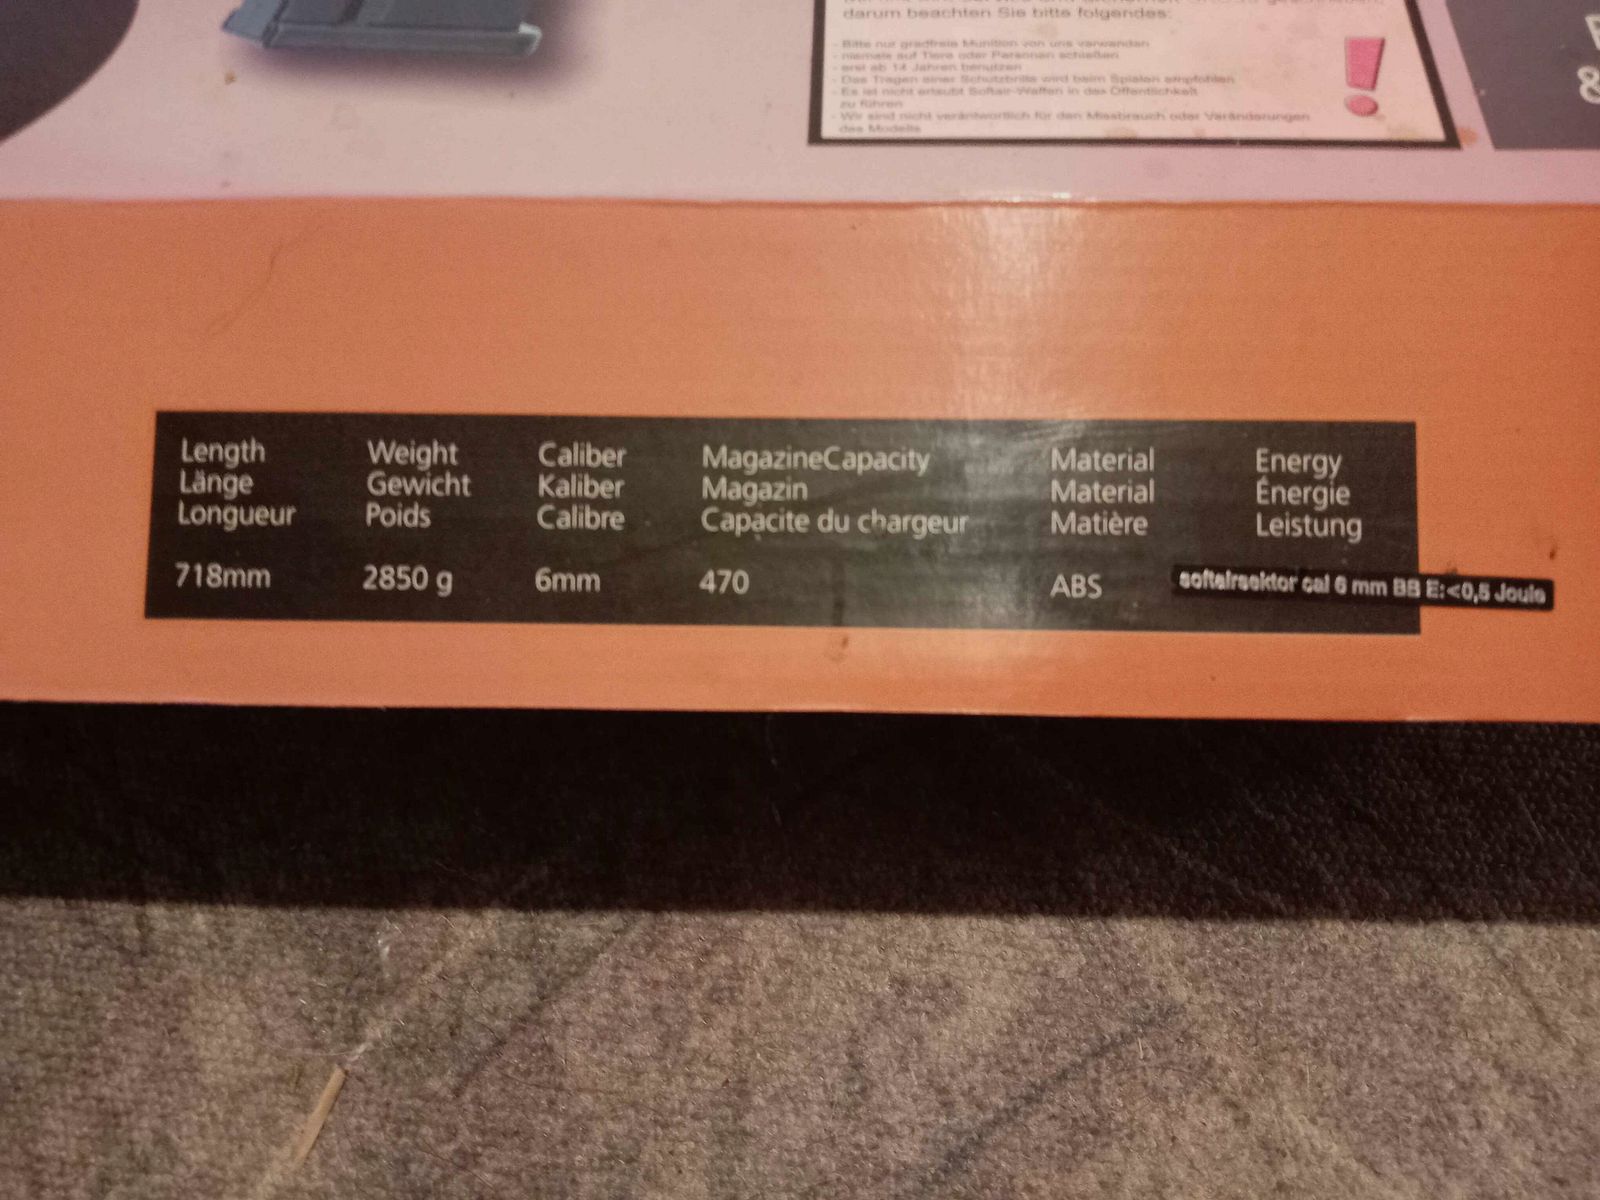 darum beachten Sie bitte folgendes:
- Bitte nur gradfreie Munition von uns verwenden
- niemals auf Tiere oder Personen schießen
- erst ab 14 Jahren benutzen
- Das Tragen einer Schutzbrille wird beim Spielen empfohlen
- Es ist nicht erlaubt Softair-Waffen in der Öffentlichkeit
zu führen
- Wir sind nicht verantwortlich für den Missbrauch oder Veränderungen
des Modells
&
Length Weight Caliber MagazineCapacity Material Energy
Länge Gewicht Kaliber Magazin Material Énergie
Longueur Poids Calibre Capacite du chargeur Matière Leistung
718mm 2850 g 6mm 470 ABS softairsektor cal 6 mm BB E:<0,5 Joule